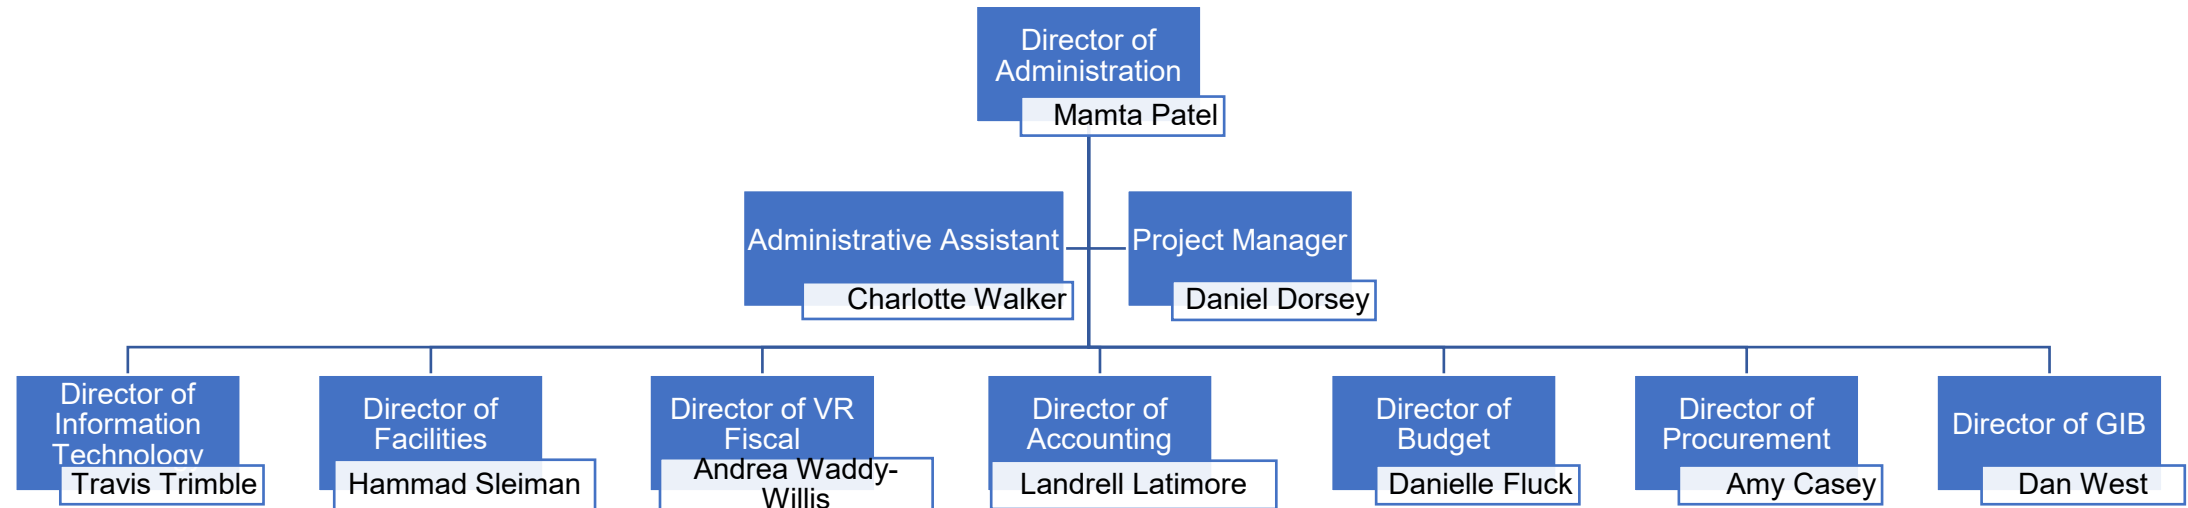 Director of
Administration
Mamta Patel
Administrative Assistant
Charlotte Walker
Project Manager
Daniel Dorsey
Director of
Information
Technology
Travis Trimble
Director of
Facilities
Hammad Sleiman
Director of VR
Fiscal
Andrea Waddy-
Willis
Director of
Accounting
Landrell Latimore
Director of
Budget
Danielle Fluck
Director of
Procurement
Amy Casey
Director of GIB
Dan West